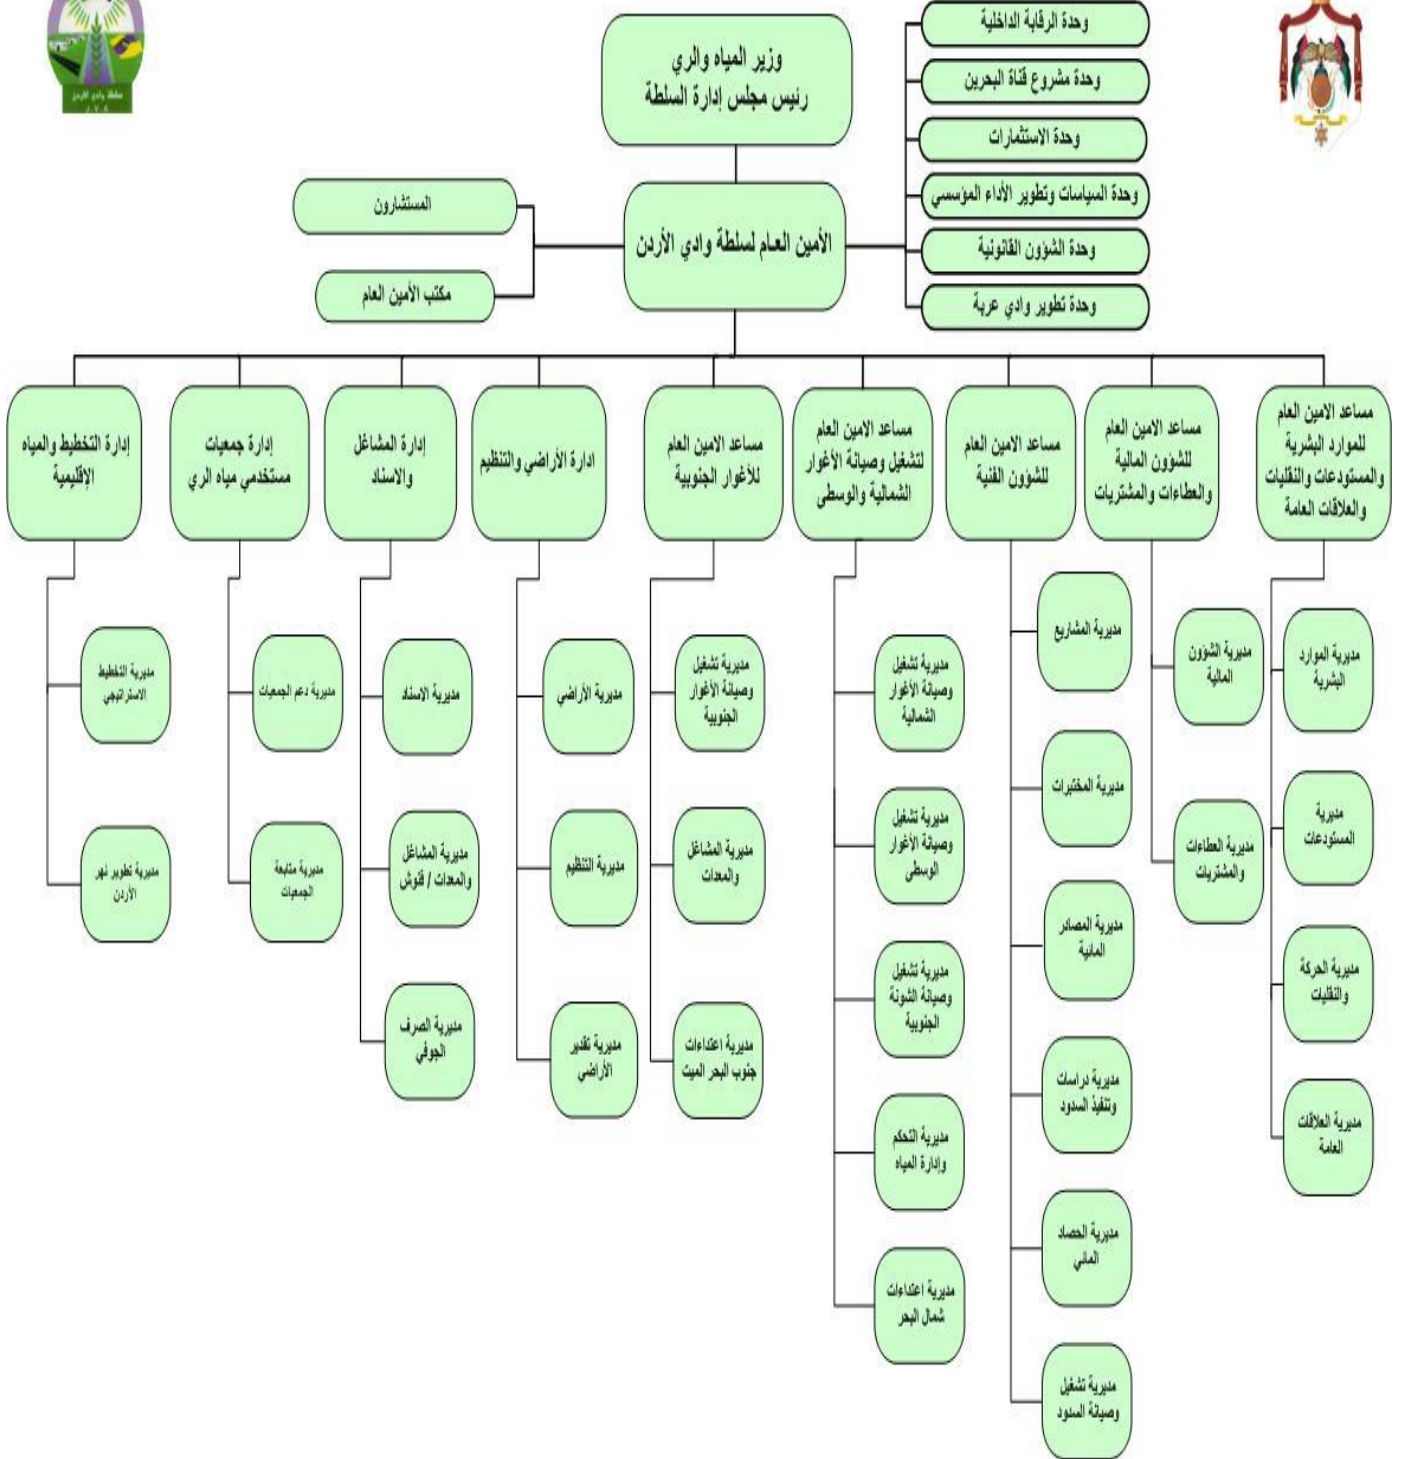 سلطة وادي الأردن
وزير المياه والري
رئيس مجلس إدارة السلطة
وحدة الرقابة الداخلية
وحدة مشروع قناة البحرين
وحدة الاستثمارات
وحدة السياسات وتطوير الأداء المؤسسي
وحدة الشؤون القانونية
وحدة تطوير وادي عربة
الأمين العام لسلطة وادي الأردن
المستشارون
مكتب الأمين العام
مساعد الامين العام
للموارد البشرية
والمستودعات والنقليات
والعلاقات العامة
مساعد الامين العام
للشؤون المالية
والعطاءات والمشتريات
مساعد الامين العام
للشؤون الفنية
مساعد الامين العام
لتشغيل وصيانة الأغوار
الشمالية والوسطى
مساعد الامين العام
للأغوار الجنوبية
ادارة الأراضي والتنظيم
إدارة المشاغل
والاسناد
إدارة جمعيات
مستخدمي مياه الري
إدارة التخطيط والمياه
الإقليمية
مديرية الموارد
البشرية
مديرية
المستودعات
مديرية الحركة
والنقليات
مديرية العلاقات
العامة
مديرية الشؤون
المالية
مديرية العطاءات
والمشتريات
مديرية المشاريع
مديرية المختبرات
مديرية المصادر
المائية
مديرية دراسات
وتنفيذ السدود
مديرية الحصاد
المائي
مديرية تشغيل
وصيانة السدود
مديرية تشغيل
وصيانة الأغوار
الشمالية
مديرية تشغيل
وصيانة الأغوار
الوسطى
مديرية تشغيل
وصيانة الشونة
الجنوبية
مديرية التحكم
وإدارة المياه
مديرية اعتداءات
شمال البحر
مديرية تشغيل
وصيانة الأغوار
الجنوبية
مديرية المشاغل
والمعدات
مديرية اعتداءات
جنوب البحر الميت
مديرية الأراضي
مديرية التنظيم
مديرية تقدير
الأراضي
مديرية الاسناد
مديرية المشاغل
والمعدات / قنوش
مديرية الصرف
الجوفي
مديرية دعم الجمعيات
مديرية متابعة
الجمعيات
مديرية التخطيط
الاستراتيجي
مديرية تطوير نهر
الأردن